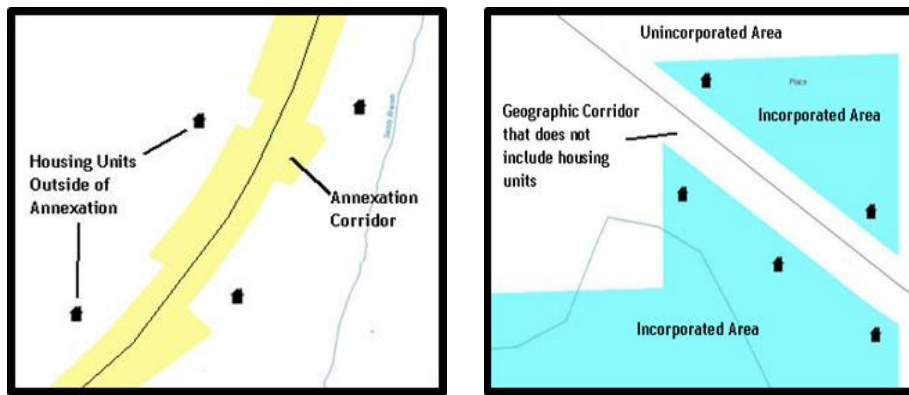 Housing Units
Outside of
Annexation
Annexation
Corridor
Unincorporated Area
Place
Incorporated Area
Geographic Corridor
that does not
include housing
units
Incorporated Area